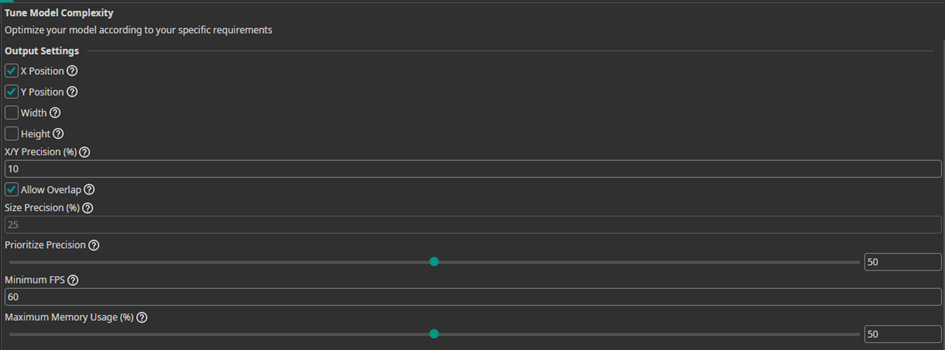 Tune Model Complexity
Optimize your model according to your specific requirements
Output Settings
X Position
Y Position
Width
Height
X/Y Precision (%)
10
Allow Overlap
Size Precision (%)
25
Prioritize Precision
50
Minimum FPS
60
Maximum Memory Usage (%)
50